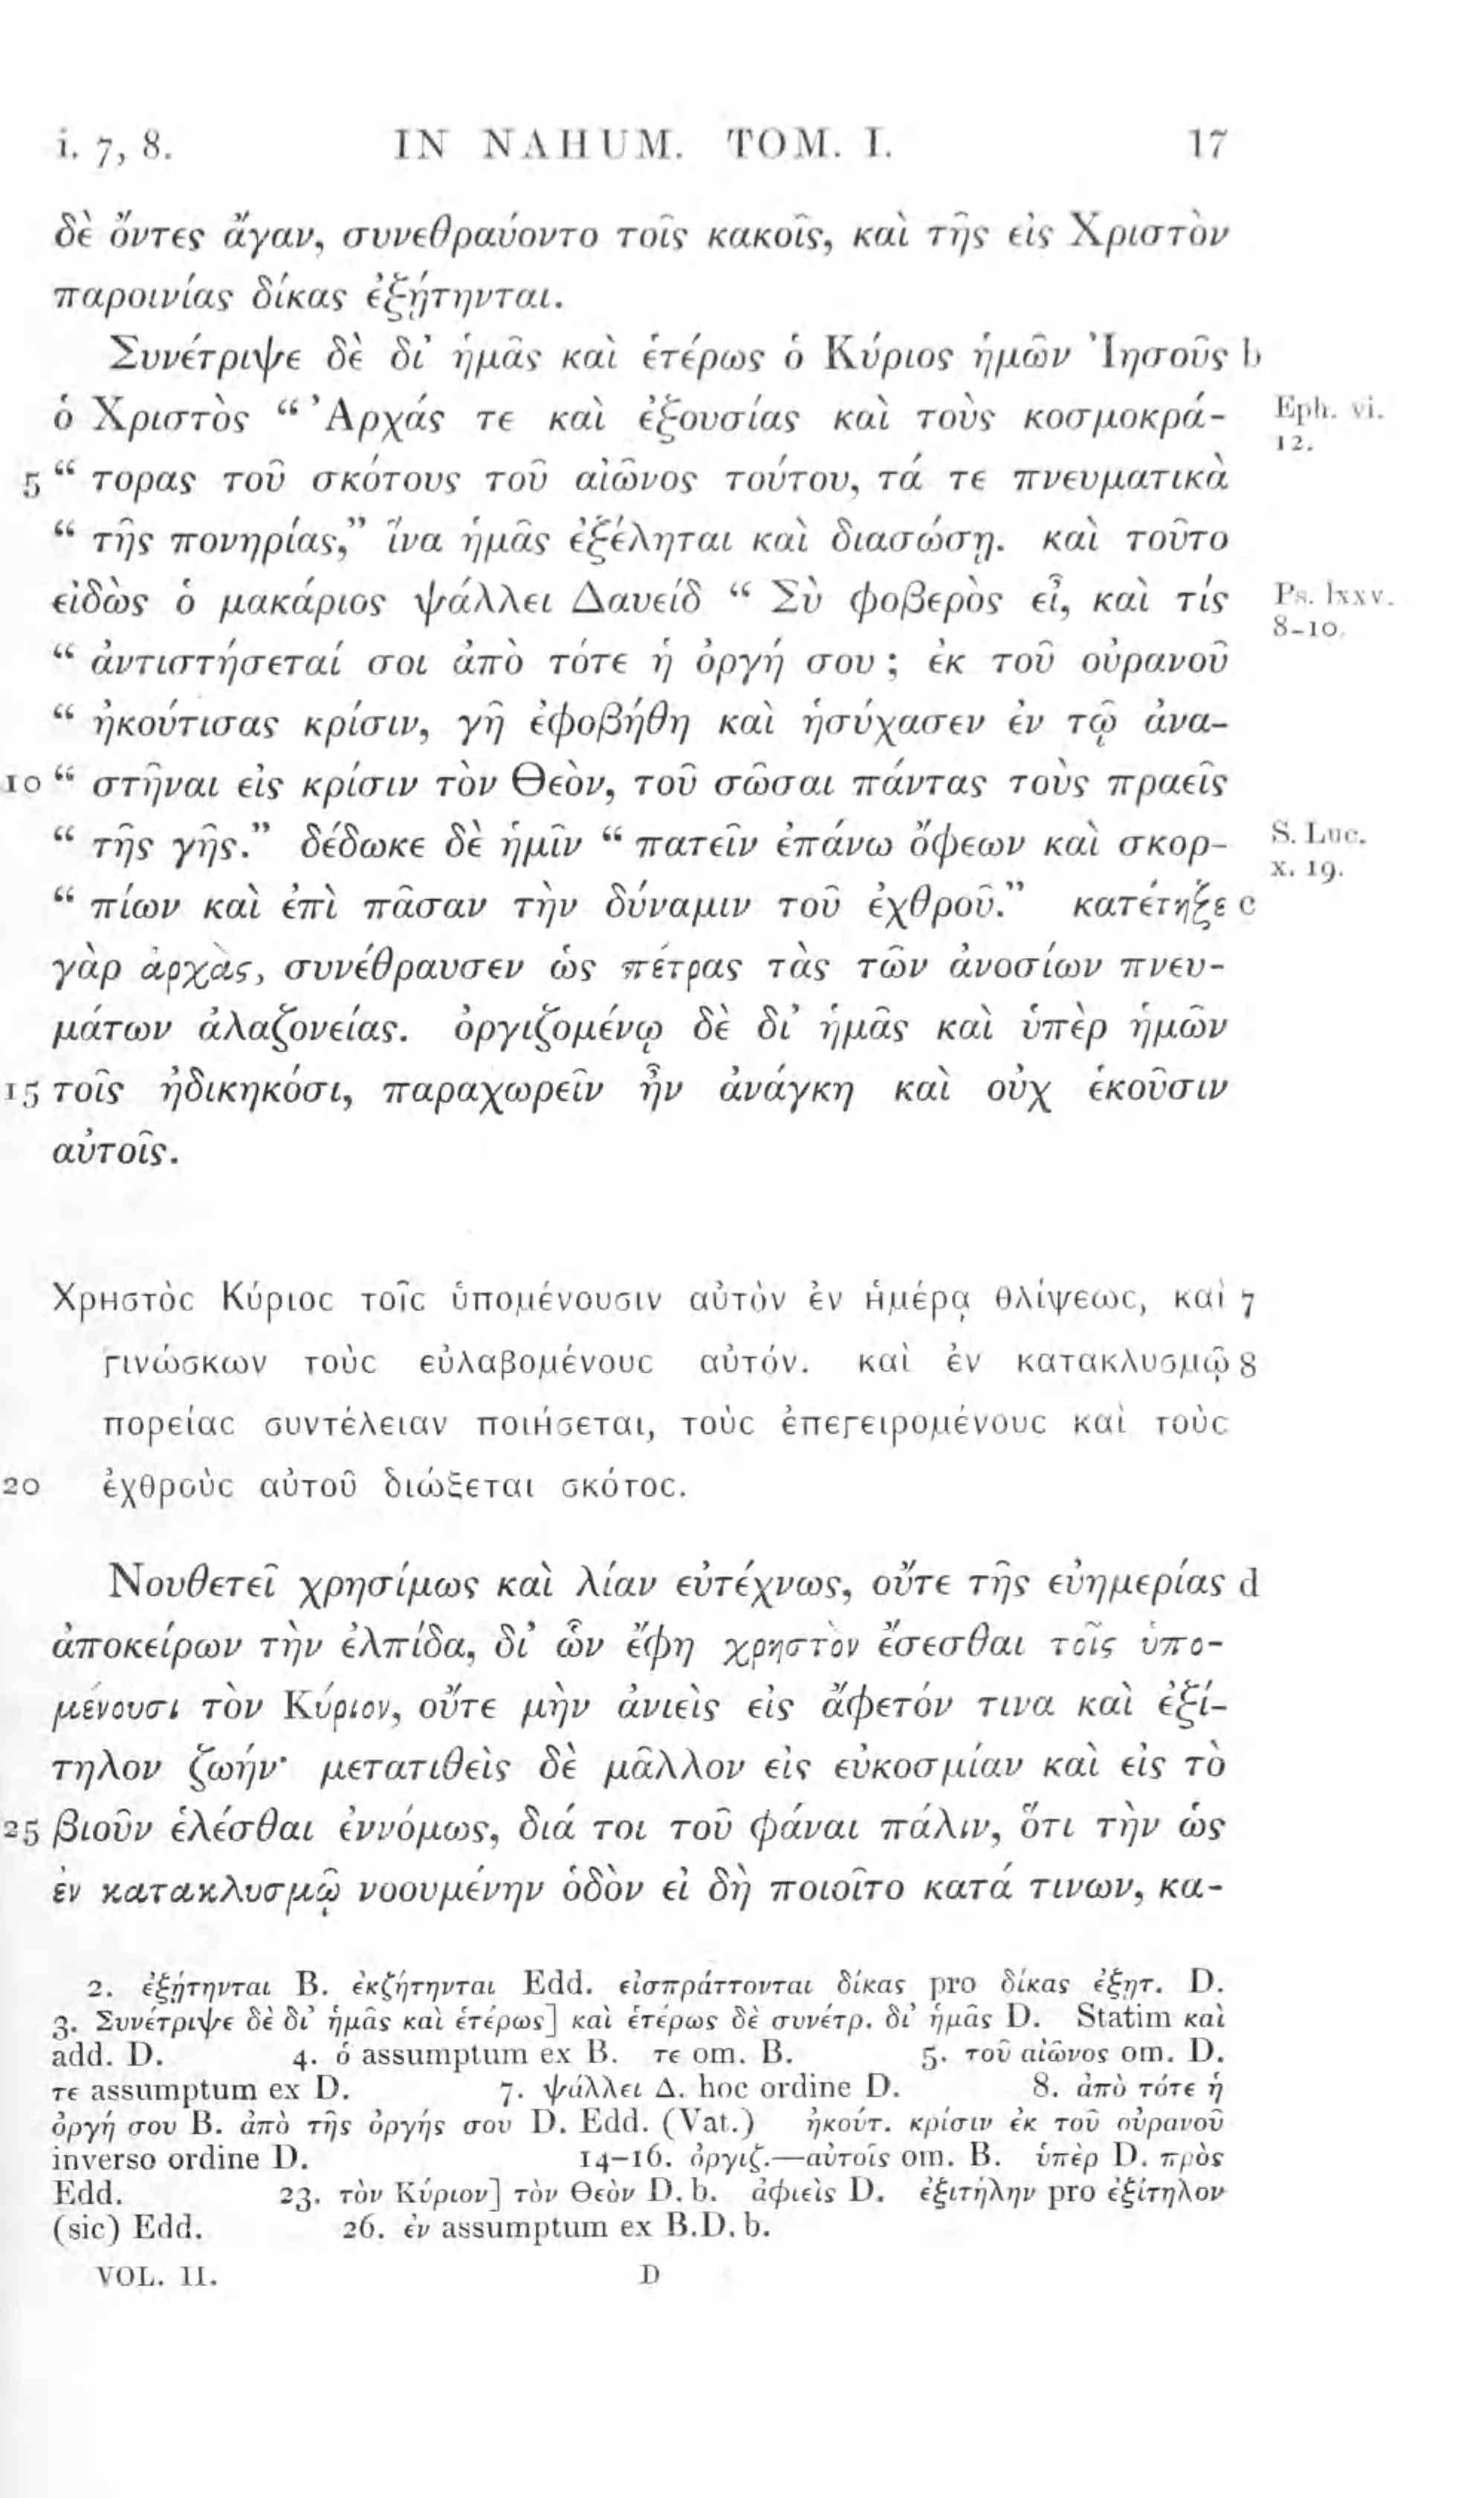 i. 7, 8. IN NAHUM. TOM. I. 17
δὲ ὄντες ἄγαν, συνεθραύοντο τοῖς κακοῖς, καὶ τῆς εἰς Χριστὸν
παροινίας δίκας ἐξῄτηνται.
Συνέτριψε δὲ δι’ ἡμᾶς καὶ ἑτέρως ὁ Κύριος ἡμῶν Ἰησοῦς b
ὁ Χριστὸς “ Ἀρχάς τε καὶ ἐξουσίας καὶ τοὺς κοσμοκρά- Eph. vi.
12.
5 “ τορας τοῦ σκότους τοῦ αἰῶνος τούτου, τά τε πνευματικὰ
“ τῆς πονηρίας,” ἵνα ἡμᾶς ἐξέληται καὶ διασώσῃ. καὶ τοῦτο
εἰδὼς ὁ μακάριος ψάλλει Δαυείδ “ Σὺ φοβερὸς εἶ, καὶ τίς Ps. lxxv.
8-10.
“ ἀντιστήσεταί σοι ἀπὸ τότε ἡ ὀργή σου ; ἐκ τοῦ οὐρανοῦ
“ ἠκούτισας κρίσιν, γῆ ἐφοβήθη καὶ ἡσύχασεν ἐν τῷ ἀνα-
10 “ στῆναι εἰς κρίσιν τὸν Θεὸν, τοῦ σῶσαι πάντας τοὺς πραεῖς
“ τῆς γῆς.” δέδωκε δὲ ἡμῖν “ πατεῖν ἐπάνω ὄφεων καὶ σκορ- S. Luc.
x. 19.
“ πίων καὶ ἐπὶ πᾶσαν τὴν δύναμιν τοῦ ἐχθροῦ.” κατέτηξε c
γὰρ ἀρχὰς, συνέθραυσεν ὡς πέτρας τὰς τῶν ἀνοσίων πνευ-
μάτων ἀλαζονείας. ὀργιζομένῳ δὲ δι’ ἡμᾶς καὶ ὑπὲρ ἡμῶν
15 τοῖς ἠδικηκόσι, παραχωρεῖν ἦν ἀνάγκη καὶ οὐχ ἑκοῦσιν
αὐτοῖς.
Χρηστὸς Κύριος τοῖς ὑπομένουσιν αὐτὸν ἐν ἡμέρᾳ θλίψεως, καὶ 7
γινώσκων τοὺς εὐλαβομένους αὐτόν. καὶ ἐν κατακλυσμῷ 8
πορείας συντέλειαν ποιήσεται, τοὺς ἐπεγειρομένους καὶ τοὺς
20 ἐχθροὺς αὐτοῦ διώξεται σκότος.
Νουθετεῖ χρησίμως καὶ λίαν εὐτέχνως, οὔτε τῆς εὐημερίας d
ἀποκείρων τὴν ἐλπίδα, δι’ ὧν ἔφη χρηστὸν ἔσεσθαι τοῖς ὑπο-
μένουσι τὸν Κύριον, οὔτε μὴν ἀνιεὶς εἰς ἄφετόν τινα καὶ ἐξί-
τηλον ζωήν· μετατιθεὶς δὲ μᾶλλον εἰς εὐκοσμίαν καὶ εἰς τὸ
25 βιοῦν ἑλέσθαι ἐννόμως, διά τοι τοῦ φάναι πάλιν, ὅτι τὴν ὡς
ἐν κατακλυσμῷ νοουμένην ὁδὸν εἰ δὴ ποιοῖτο κατά τινων, κα-
2. ἐξῄτηνται B. ἐκζήτηνται Edd. εἰσπράττονται δίκας pro δίκας ἐξῃτ. D.
3. Συνέτριψε δὲ δι’ ἡμᾶς καὶ ἑτέρως] καὶ ἑτέρως δὲ συνέτρ. δι’ ἡμᾶς D. Statim καὶ
add. D. 4. ὁ assumptum ex B. τε om. B. 5. τοῦ αἰῶνος om. D.
τε assumptum ex D. 7. ψάλλει Δ. hoc ordine D. 8. ἀπὸ τότε ἡ
ὀργή σου B. ἀπὸ τῆς ὀργῆς σου D. Edd. (Vat.) ἠκούτ. κρίσιν ἐκ τοῦ οὐρανοῦ
inverso ordine D. 14-16. ὀργιζ.—αὐτοῖς om. B. ὑπὲρ D. πρὸς
Edd. 23. τὸν Κύριον] τὸν Θεὸν D. b. ἀφιεὶς D. ἐξιτήλην pro ἐξίτηλον
(sic) Edd. 26. ἐν assumptum ex B.D. b.
VOL. II. D